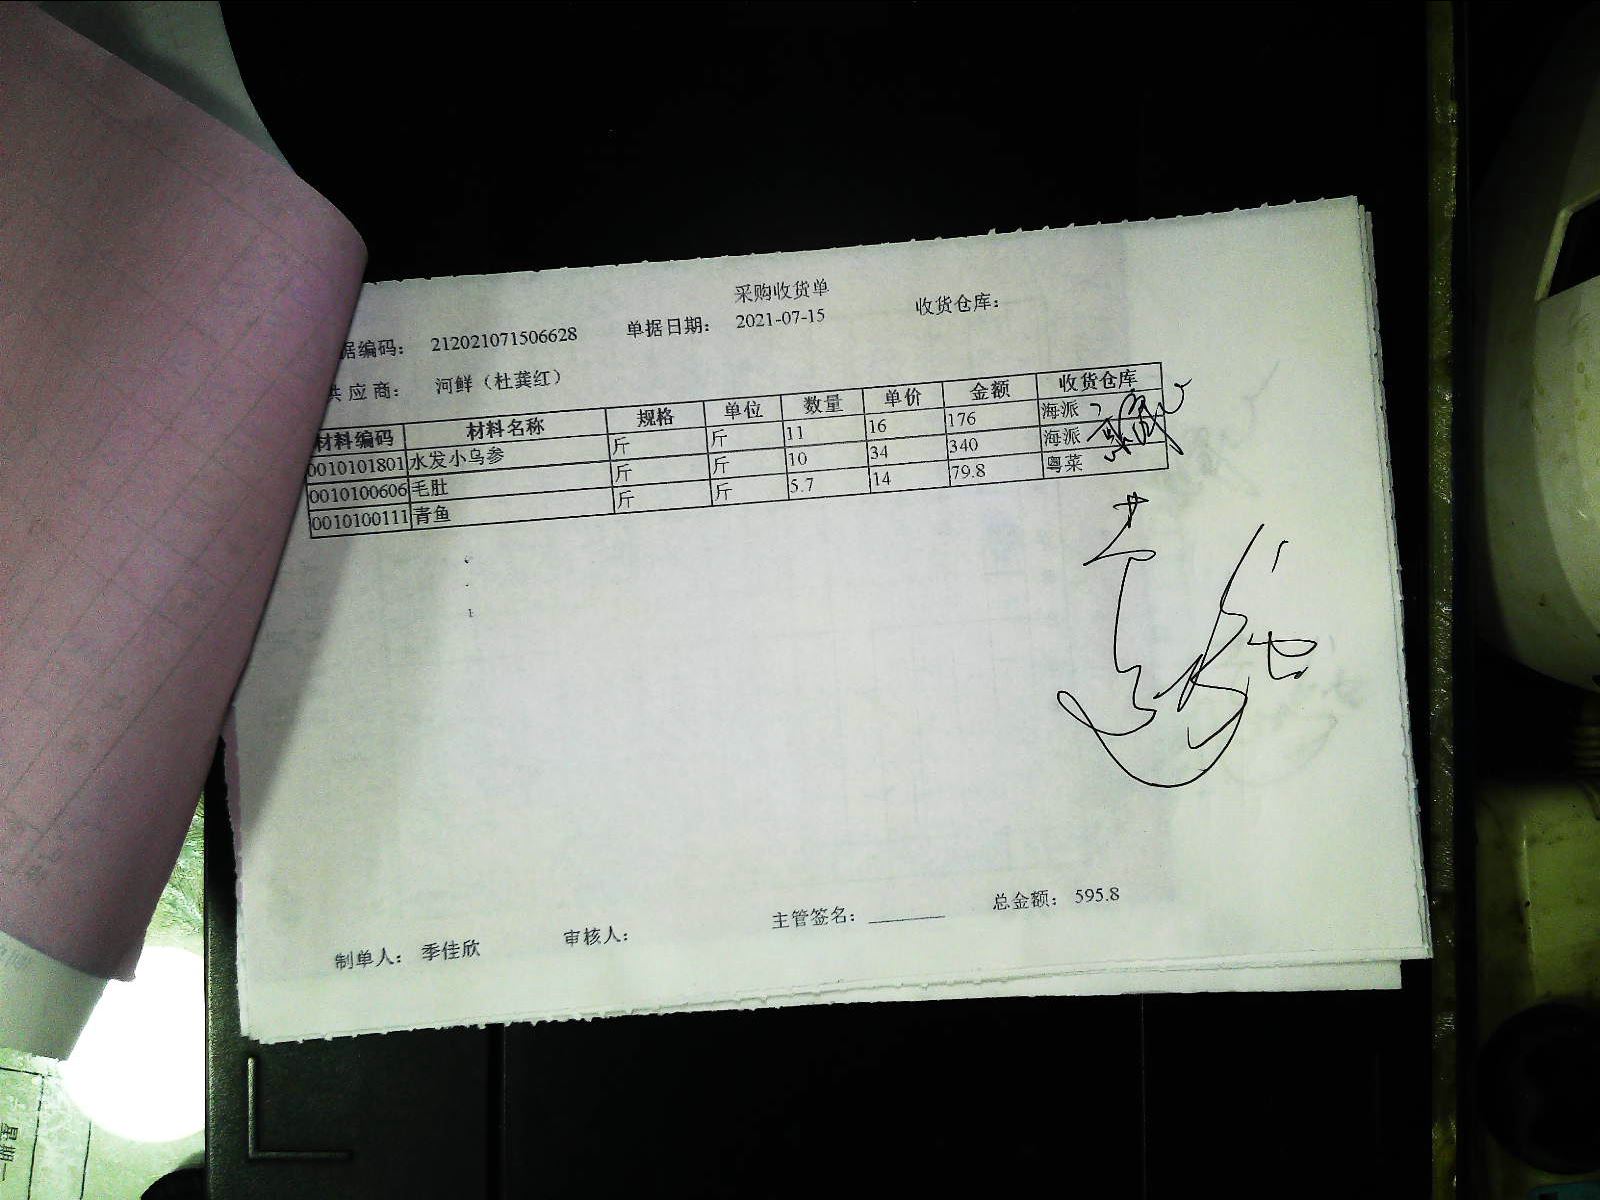 采购收货单
据编码： 212021071506628 单据日期： 2021-07-15 收货仓库：
供应商： 河鲜（杜龚红）
材料编码 材料名称 规格 单位 数量 单价 金额 收货仓库
0010101801 水发小乌参 斤 斤 11 16 176 海派
0010100606 毛肚 斤 斤 10 34 340 海派
0010100111 青鱼 斤 斤 5.7 14 79.8 粤菜
制单人： 季佳欣 审核人： 主管签名： 总金额： 595.8